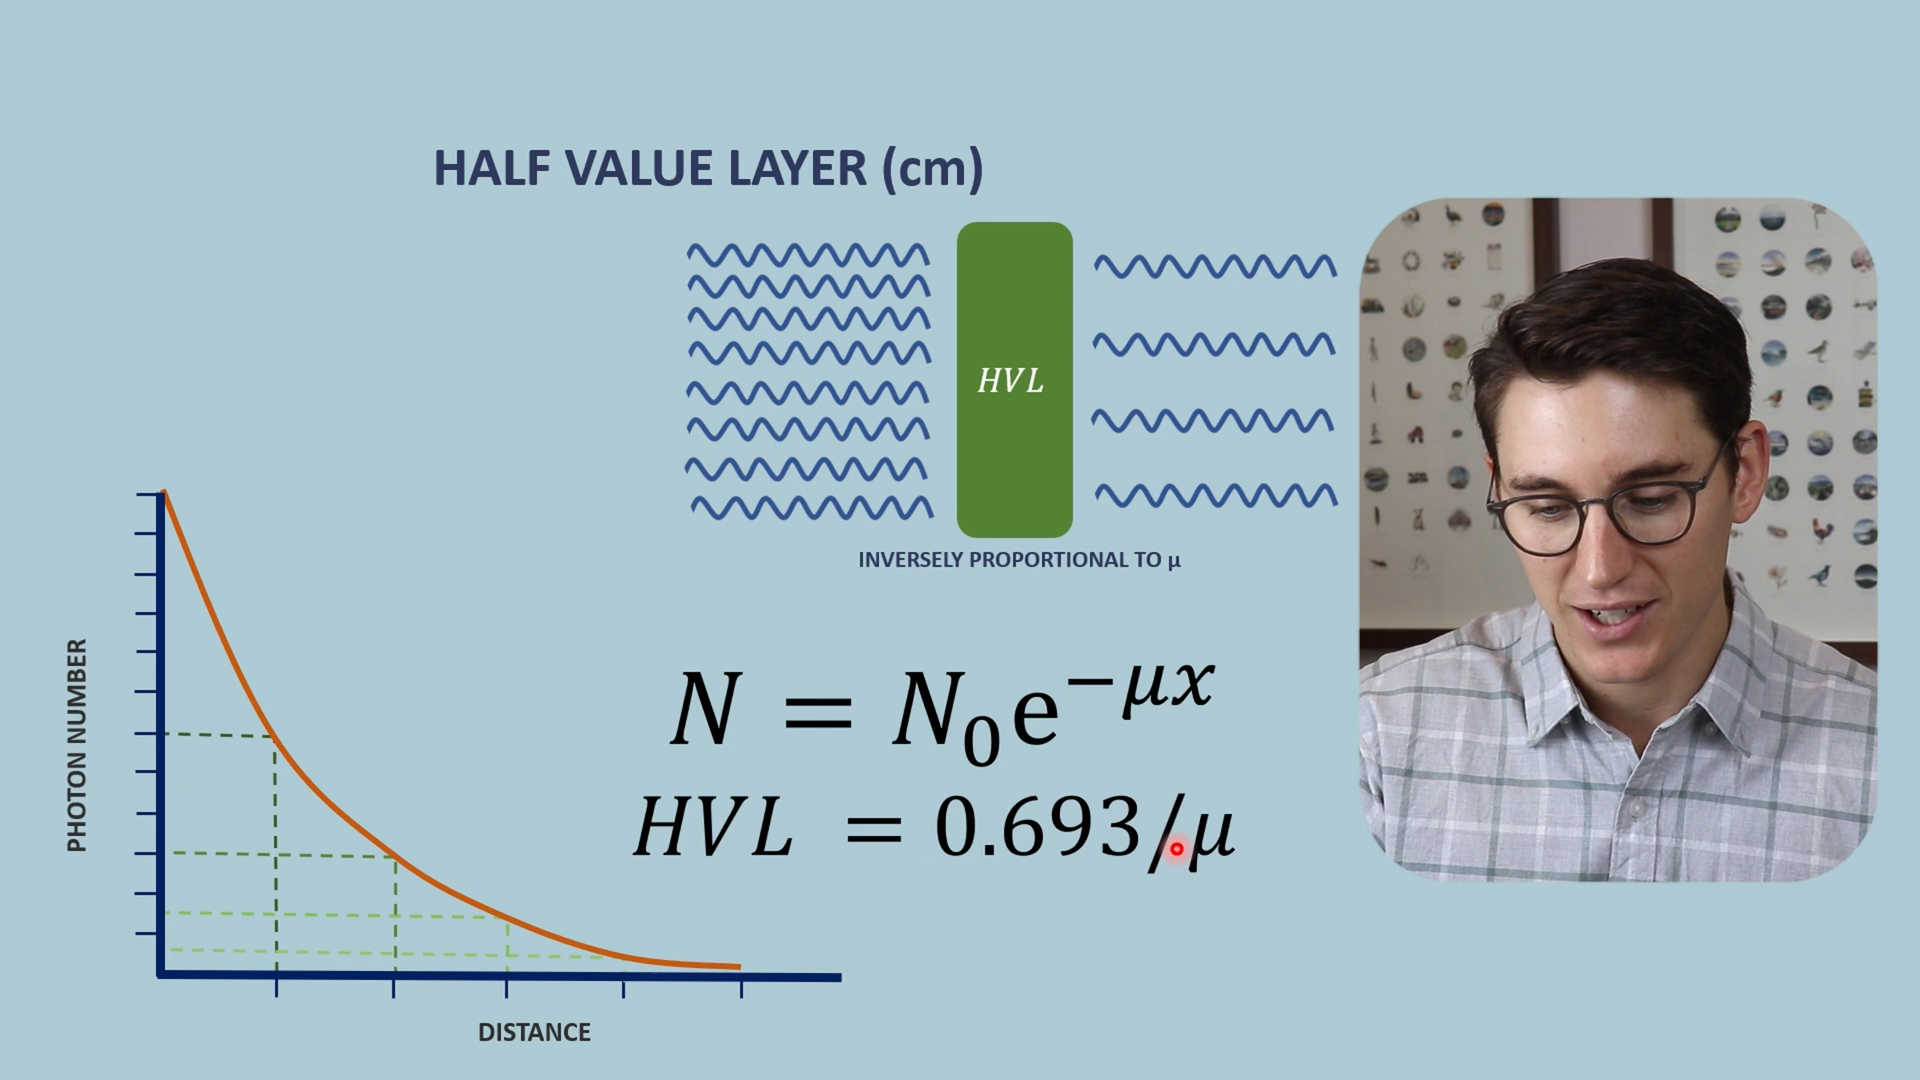 HALF VALUE LAYER (cm)
HVL
INVERSELY PROPORTIONAL TO μ
N = N₀e^{−μx}
HVL = 0.693/μ
PHOTON NUMBER
DISTANCE